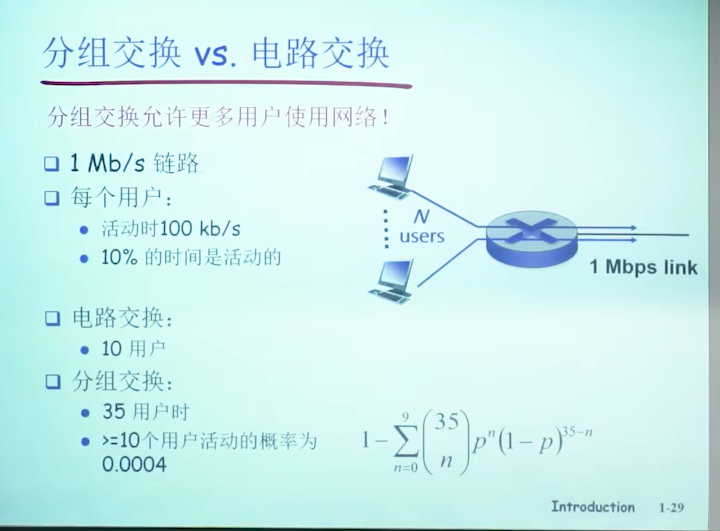 分组交换 vs. 电路交换
分组交换允许更多用户使用网络!
1 Mb/s 链路
每个用户:
活动时100 kb/s
10% 的时间是活动的
N
users
1 Mbps link
电路交换:
10 用户
分组交换:
35 用户时
>=10个用户活动的概率为
0.0004
1 − ∑_{n=0}^{9} (35 n) pⁿ(1 − p)³⁵⁻ⁿ
Introduction 1-29